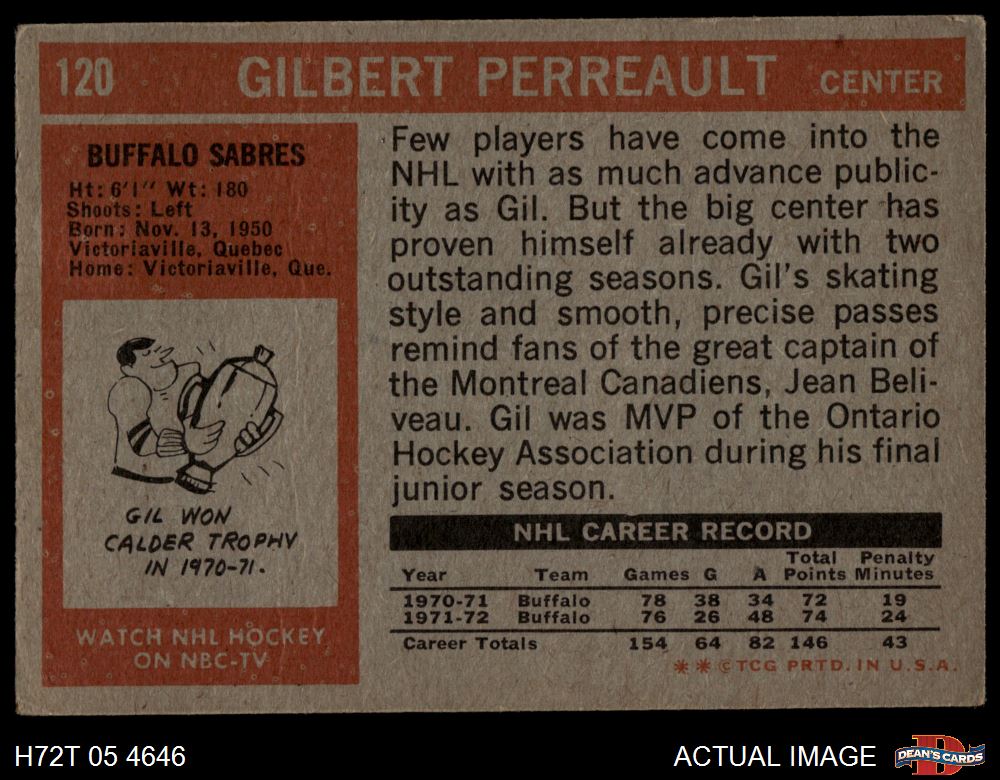 120 GILBERT PERREAULT CENTER
BUFFALO SABRES
Ht: 6'1" Wt: 180
Shoots: Left
Born: Nov. 13, 1950
Victoriaville, Quebec
Home: Victoriaville, Que.
GIL WON
CALDER TROPHY
IN 1970-71.
WATCH NHL HOCKEY
ON NBC-TV
Few players have come into the
NHL with as much advance public-
ity as Gil. But the big center has
proven himself already with two
outstanding seasons. Gil's skating
style and smooth, precise passes
remind fans of the great captain of
the Montreal Canadiens, Jean Beli-
veau. Gil was MVP of the Ontario
Hockey Association during his final
junior season.
NHL CAREER RECORD
Year Team Games G A Total Points Penalty Minutes
1970-71 Buffalo 78 38 34 72 19
1971-72 Buffalo 76 26 48 74 24
Career Totals 154 64 82 146 43
* * © TCG PRTD. IN U.S.A.
H72T 05 4646
ACTUAL IMAGE
D
DEAN'S CARDS